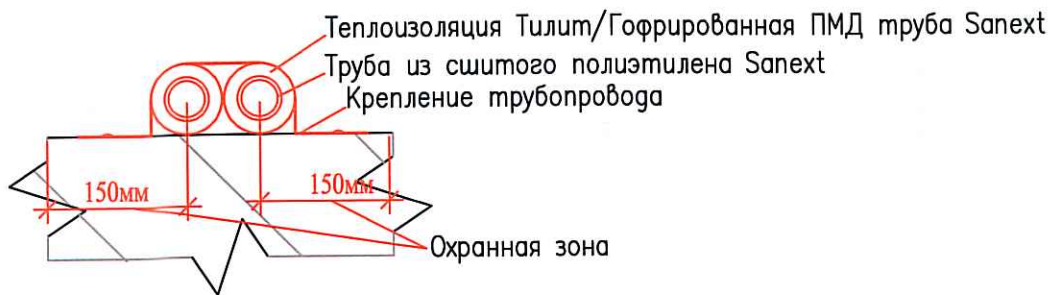 Теплоизоляция Тилит/Гофрированная ПМД труба Sanext
Труба из сшитого полиэтилена Sanext
Крепление трубопровода
150мм 150мм
Охранная зона